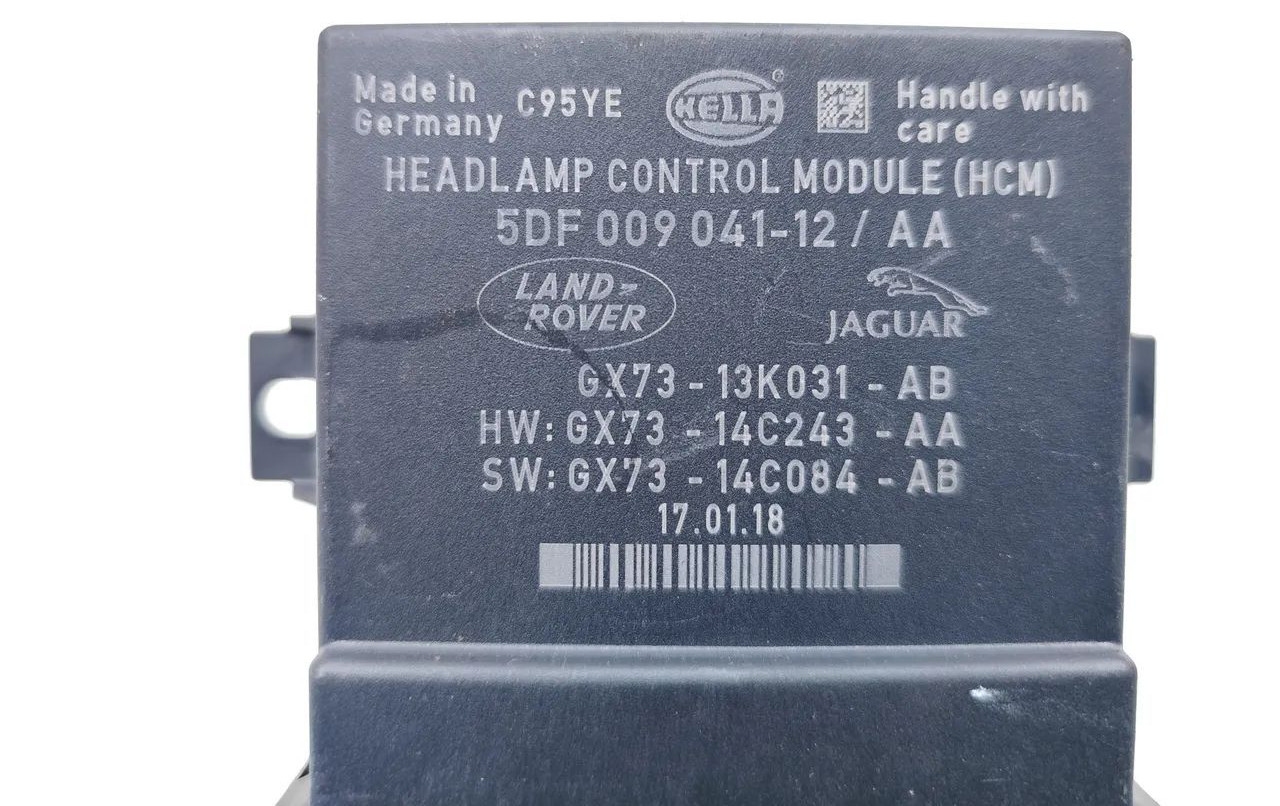 Made in
Germany
C95YE
HELLA
®
Handle with
care
HEADLAMP CONTROL MODULE (HCM)
5DF 009 041-12 / AA
LAND-
ROVER
JAGUAR
GX73 - 13K031 - AB
HW: GX73 - 14C243 - AA
SW: GX73 - 14C084 - AB
17.01.18